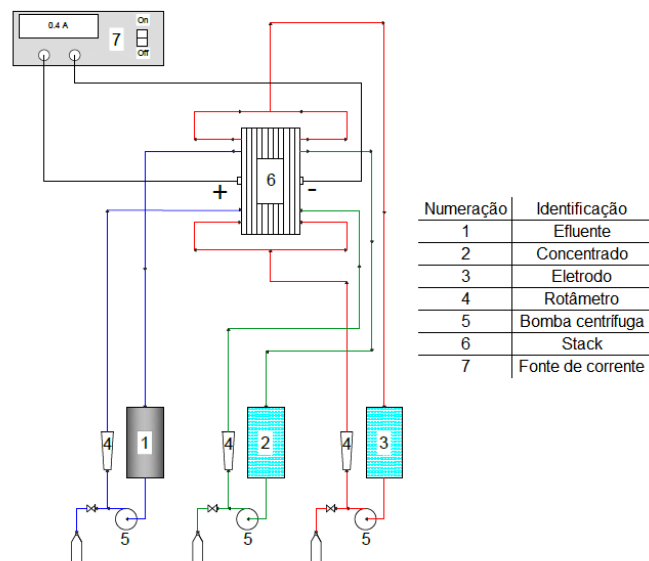 0.4 A
On
7
Off
6
+
-
Numeração Identificação
1 Efluente
2 Concentrado
3 Eletrodo
4 Rotâmetro
5 Bomba centrífuga
6 Stack
7 Fonte de corrente
4 1 4 2 4 3
5 5 5